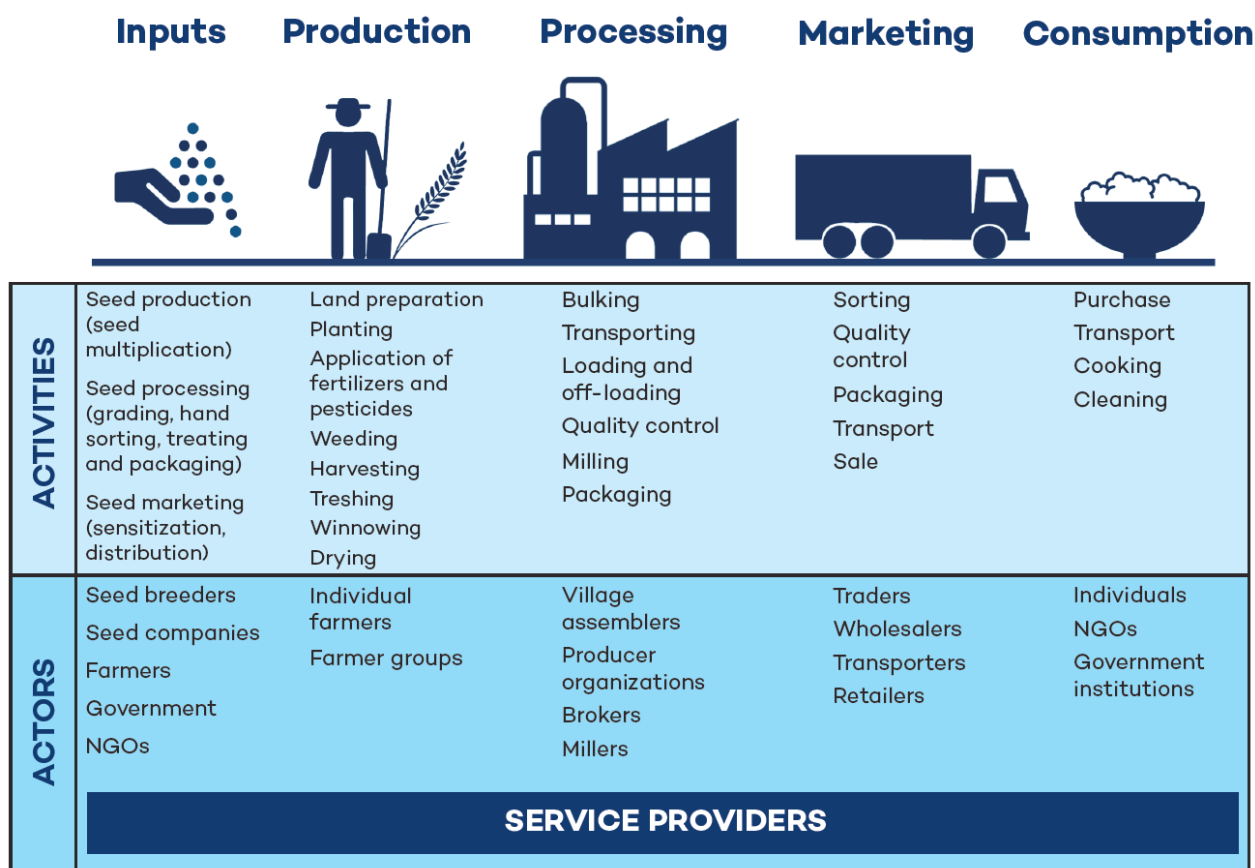 Inputs
Production
Processing
Marketing
Consumption
ACTIVITIES
Seed production
(seed
multiplication)
Seed processing
(grading, hand
sorting, treating
and packaging)
Seed marketing
(sensitization,
distribution)
Land preparation
Planting
Application of
fertilizers and
pesticides
Weeding
Harvesting
Treshing
Winnowing
Drying
Bulking
Transporting
Loading and
off-loading
Quality control
Milling
Packaging
Sorting
Quality
control
Packaging
Transport
Sale
Purchase
Transport
Cooking
Cleaning
ACTORS
Seed breeders
Seed companies
Farmers
Government
NGOs
Individual
farmers
Farmer groups
Village
assemblers
Producer
organizations
Brokers
Millers
Traders
Wholesalers
Transporters
Retailers
Individuals
NGOs
Government
institutions
SERVICE PROVIDERS